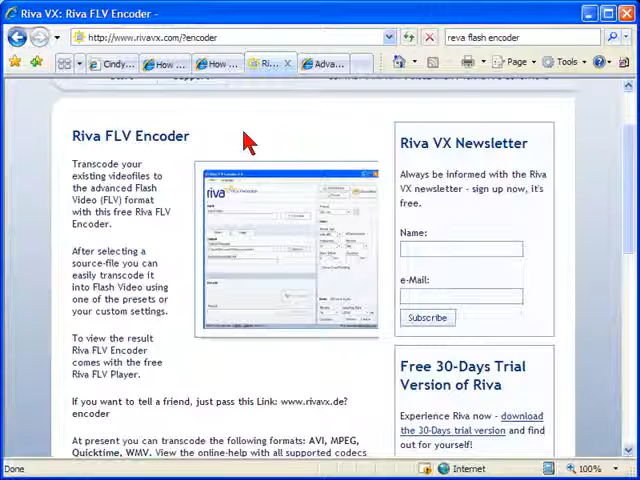 Riva VX: Riva FLV Encoder -
http://www.rivavx.com/?encoder
reva flash encoder
Cindy...
How ...
How ...
Ri...
Adva...
Page
Tools
Riva FLV Encoder
Transcode your
existing videofiles to
the advanced Flash
Video (FLV) format
with this free Riva FLV
Encoder.
After selecting a
source-file you can
easily transcode it
into Flash Video using
one of the presets or
your custom settings.
To view the result
Riva FLV Encoder
comes with the free
Riva FLV Player.
If you want to tell a friend, just pass this Link: www.rivavx.de?
encoder
At present you can transcode the following formats: AVI, MPEG,
Quicktime, WMV. View the online-help with all supported codecs
riva
Riva VX Newsletter
Always be informed with the Riva
VX newsletter - sign up now, it's
free.
Name:
e-Mail:
Subscribe
Free 30-Days Trial
Version of Riva
Experience Riva now - download
the 30-Days trial version and find
out for yourself!
Done
Internet
100%